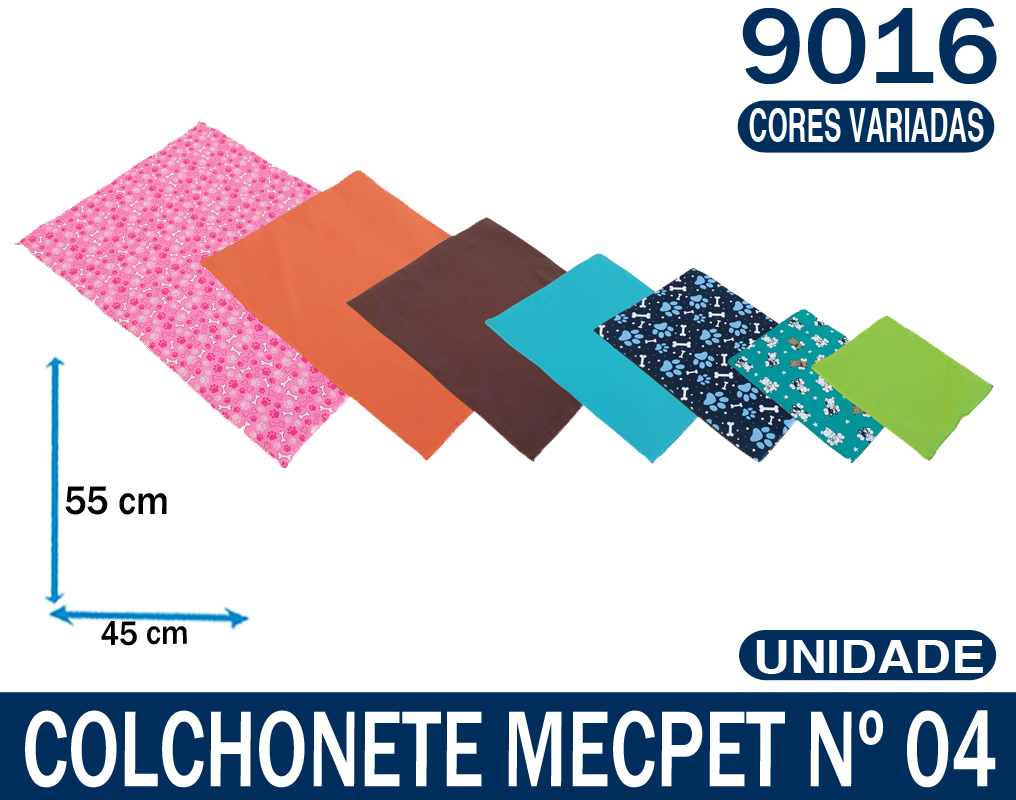 9016
CORES VARIADAS
55 cm
45 cm
UNIDADE
COLCHONETE MECPET Nº 04